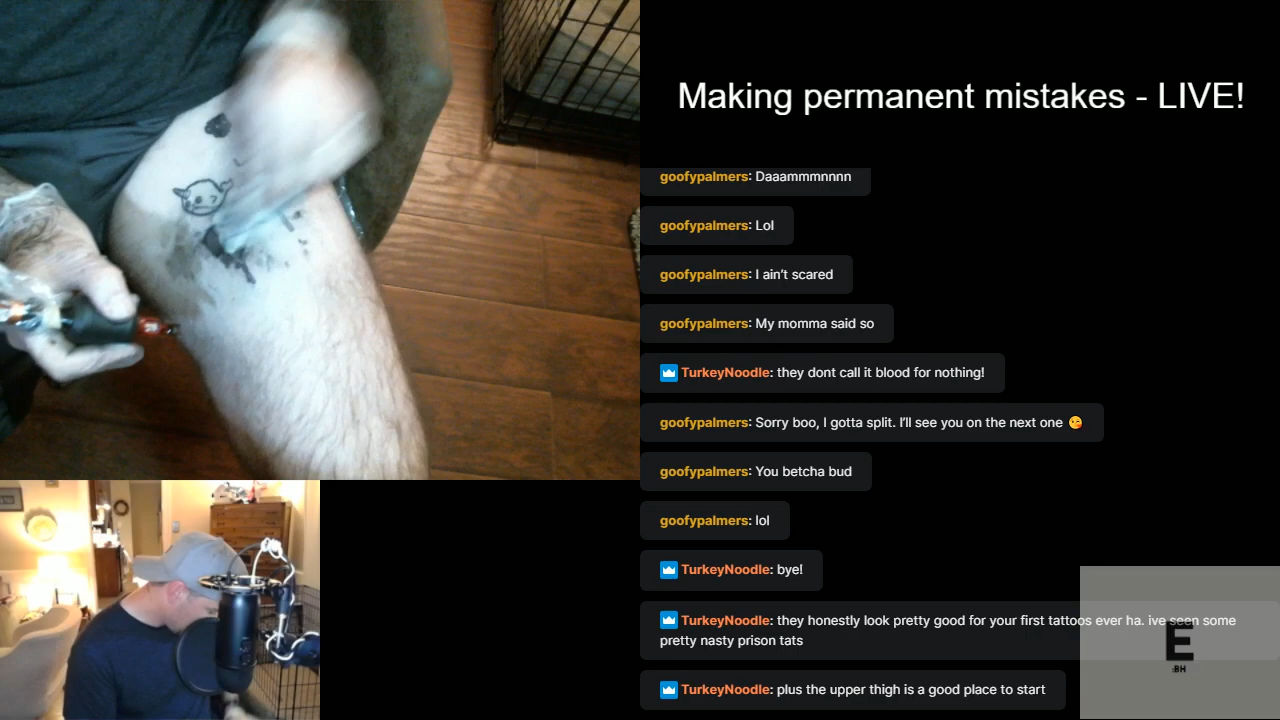 Making permanent mistakes - LIVE!
goofypalmers: Daaammmnnnn
goofypalmers: Lol
goofypalmers: I ain't scared
goofypalmers: My momma said so
TurkeyNoodle: they dont call it blood for nothing!
goofypalmers: Sorry boo, I gotta split. I'll see you on the next one 😋
goofypalmers: You betcha bud
goofypalmers: lol
TurkeyNoodle: bye!
TurkeyNoodle: they honestly look pretty good for your first tattoos ever ha. ive seen some
pretty nasty prison tats
TurkeyNoodle: plus the upper thigh is a good place to start
E
BH